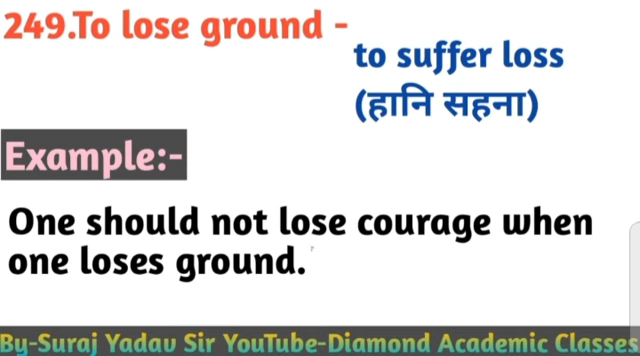 249.To lose ground -
to suffer loss
(हानि सहना)
Example:-
One should not lose courage when
one loses ground.
By-Suraj Yadav Sir YouTube-Diamond Academic Classes